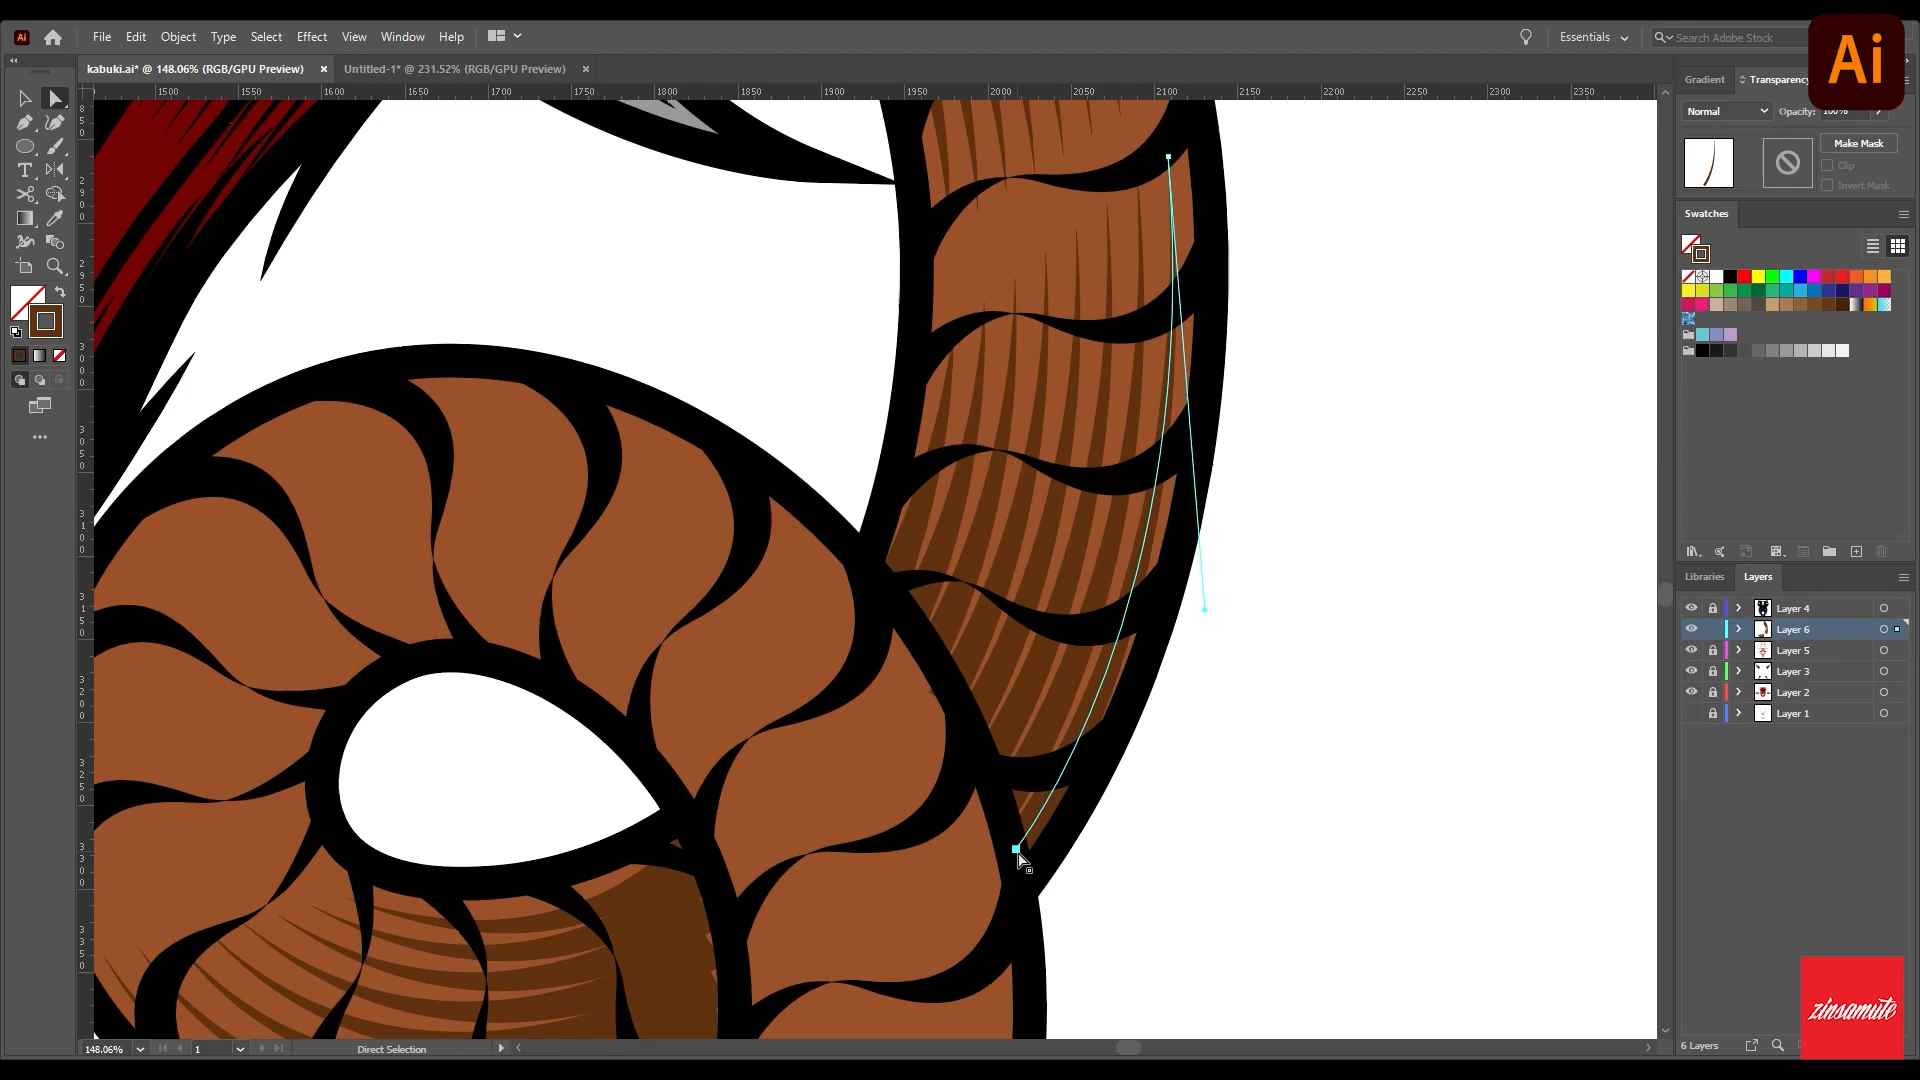 Ai
File Edit Object Type Select Effect View Window Help
Essentials
Search Adobe Stock
Ai
kabuki.ai* @ 148.06% (RGB/GPU Preview) ×
Untitled-1* @ 231.52% (RGB/GPU Preview) ×
Gradient
Transparency
1500 1550 1600 1650 1700 1750 1800 1850 1900 1950 2000 2050 2100 2150 2200 2250 2300 2350
Normal
Opacity: 100%
Make Mask
Clip
Invert Mask
Swatches
Libraries
Layers
Layer 4
Layer 6
Layer 5
Layer 3
Layer 2
Layer 1
zinsamute
148.06%
1
Direct Selection
6 Layers